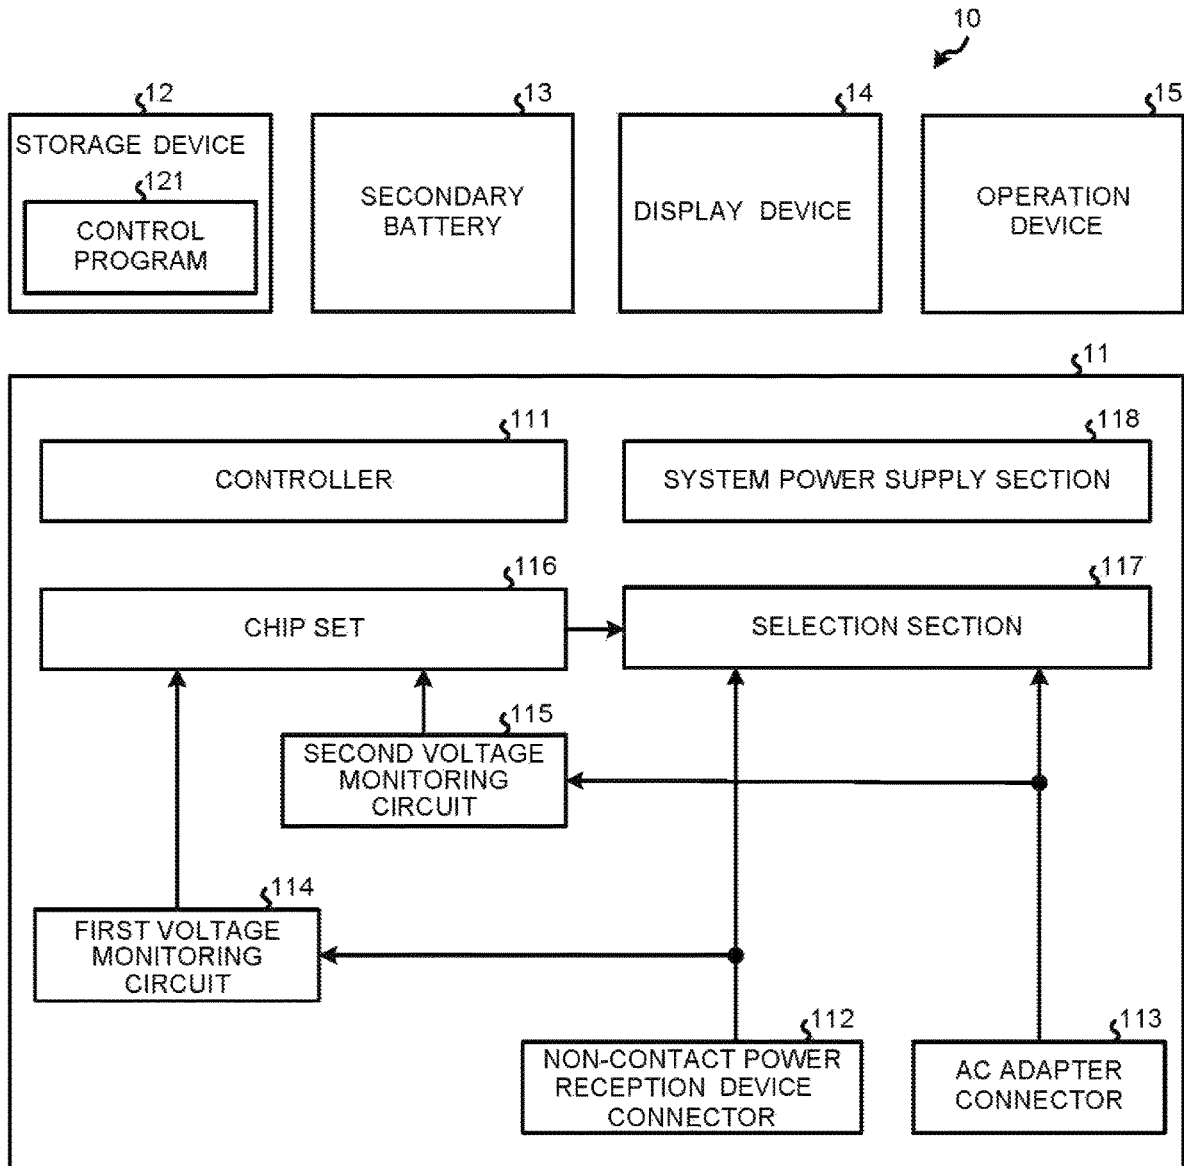 10
12
13
14
15
STORAGE DEVICE
121
CONTROL
PROGRAM
SECONDARY
BATTERY
DISPLAY DEVICE
OPERATION
DEVICE
11
111
118
CONTROLLER
SYSTEM POWER SUPPLY SECTION
116
117
CHIP SET
SELECTION SECTION
115
SECOND VOLTAGE
MONITORING
CIRCUIT
114
FIRST VOLTAGE
MONITORING
CIRCUIT
112
113
NON-CONTACT POWER
RECEPTION DEVICE
CONNECTOR
AC ADAPTER
CONNECTOR